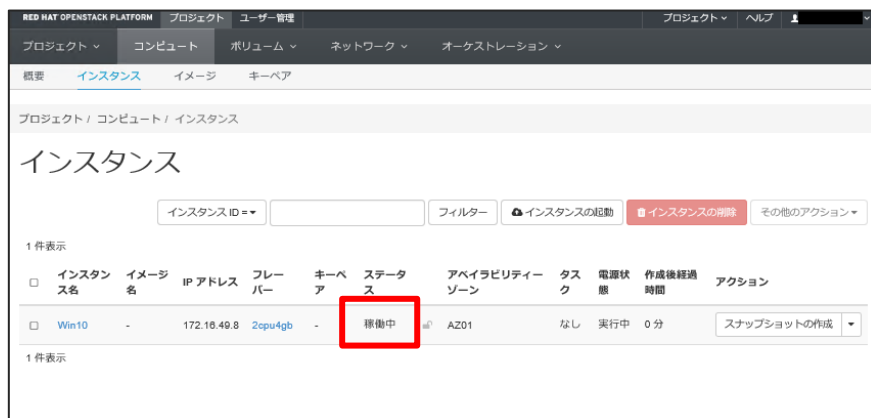 RED HAT OPENSTACK PLATFORM プロジェクト ユーザー管理 プロジェクト ヘルプ
プロジェクト コンピュート ボリューム ネットワーク オーケストレーション
概要 インスタンス イメージ キーペア
プロジェクト / コンピュート / インスタンス
インスタンス
インスタンス ID = フィルター インスタンスの起動 インスタンスの削除 その他のアクション
1 件表示
インスタンス名 イメージ名 IP アドレス フレーバー キーペア ステータス アベイラビリティーゾーン タスク 電源状態 作成後経過時間 アクション
Win10 - 172.16.49.8 2cpu4gb - 稼働中 AZ01 なし 実行中 0 分 スナップショットの作成
1 件表示